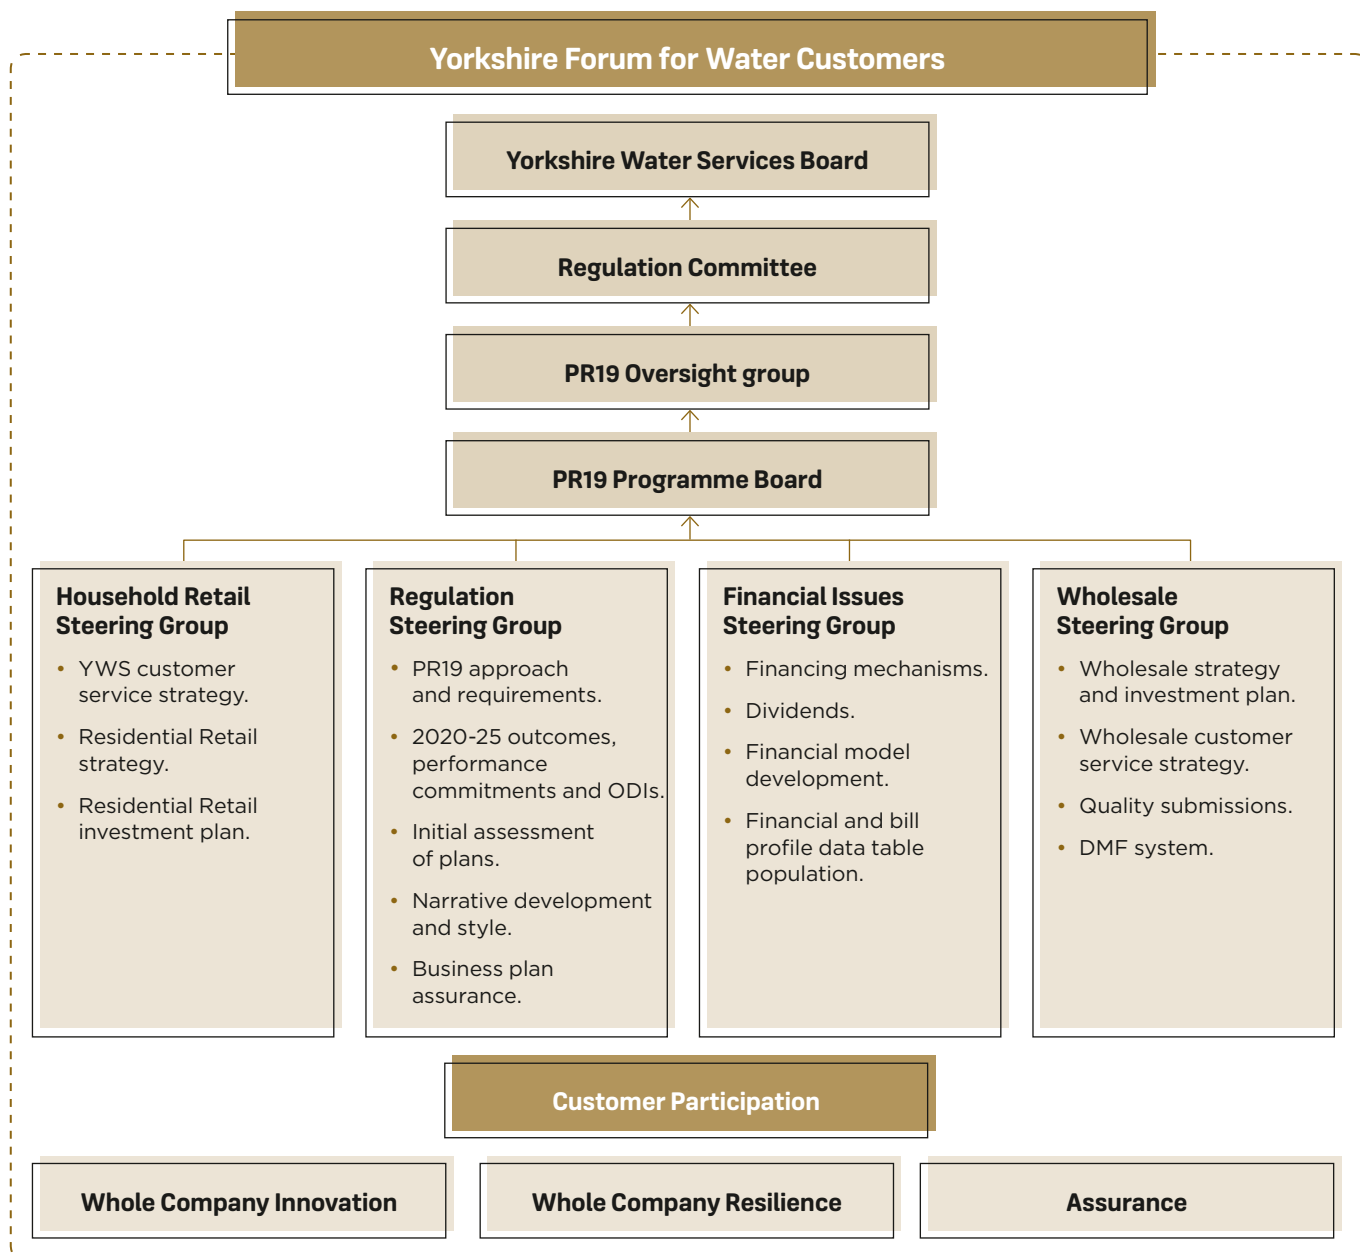 Yorkshire Forum for Water Customers
Yorkshire Water Services Board
Regulation Committee
PR19 Oversight group
PR19 Programme Board
Household Retail
Steering Group
• YWS customer
service strategy.
• Residential Retail
strategy.
• Residential Retail
investment plan.
Regulation
Steering Group
• PR19 approach
and requirements.
• 2020-25 outcomes,
performance
commitments and ODIs.
• Initial assessment
of plans.
• Narrative development
and style.
• Business plan
assurance.
Financial Issues
Steering Group
• Financing mechanisms.
• Dividends.
• Financial model
development.
• Financial and bill
profile data table
population.
Wholesale
Steering Group
• Wholesale strategy
and investment plan.
• Wholesale customer
service strategy.
• Quality submissions.
• DMF system.
Customer Participation
Whole Company Innovation
Whole Company Resilience
Assurance